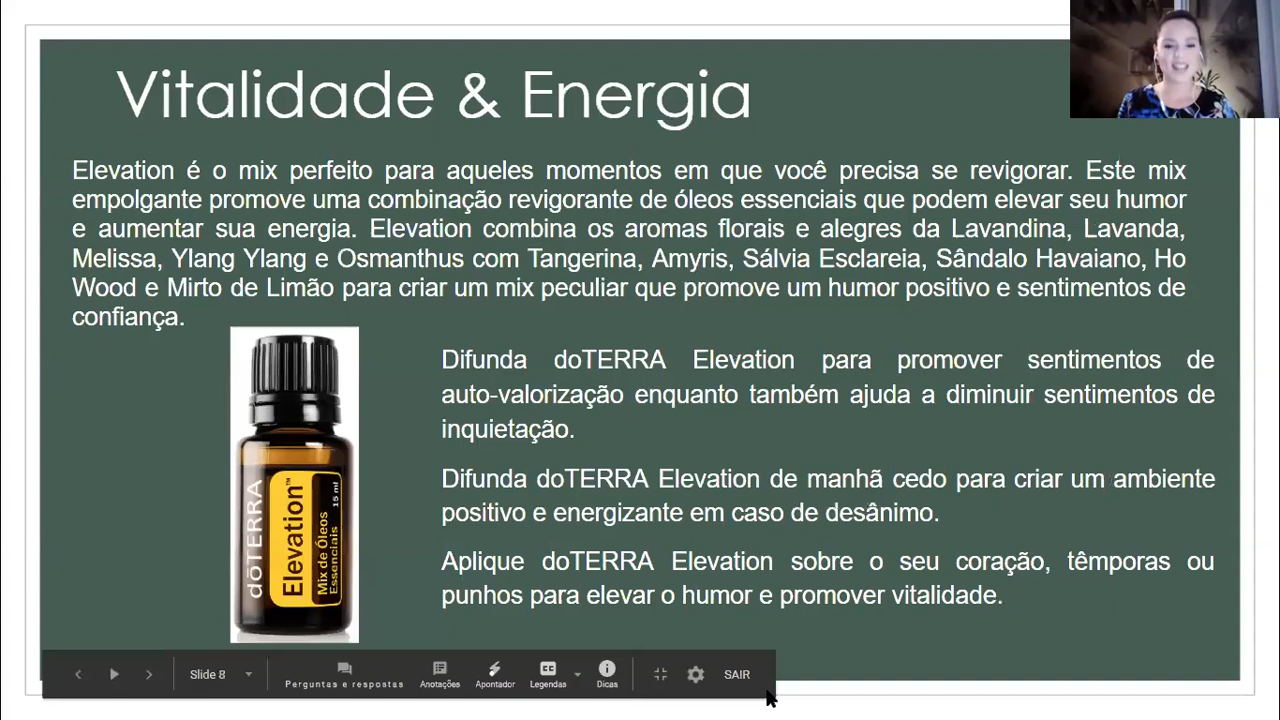 Vitalidade & Energia
Elevation é o mix perfeito para aqueles momentos em que você precisa se revigorar. Este mix
empolgante promove uma combinação revigorante de óleos essenciais que podem elevar seu humor
e aumentar sua energia. Elevation combina os aromas florais e alegres da Lavandina, Lavanda,
Melissa, Ylang Ylang e Osmanthus com Tangerina, Amyris, Sálvia Esclareia, Sândalo Havaiano, Ho
Wood e Mirto de Limão para criar um mix peculiar que promove um humor positivo e sentimentos de
confiança.
dōTERRA
Elevation™
15 ml
Mix de Óleos
Essenciais
Difunda doTERRA Elevation para promover sentimentos de
auto-valorização enquanto também ajuda a diminuir sentimentos de
inquietação.
Difunda doTERRA Elevation de manhã cedo para criar um ambiente
positivo e energizante em caso de desânimo.
Aplique doTERRA Elevation sobre o seu coração, têmporas ou
punhos para elevar o humor e promover vitalidade.
Slide 8
Perguntas e respostas
Anotações
Apontador
CC
Legendas
Dicas
SAIR